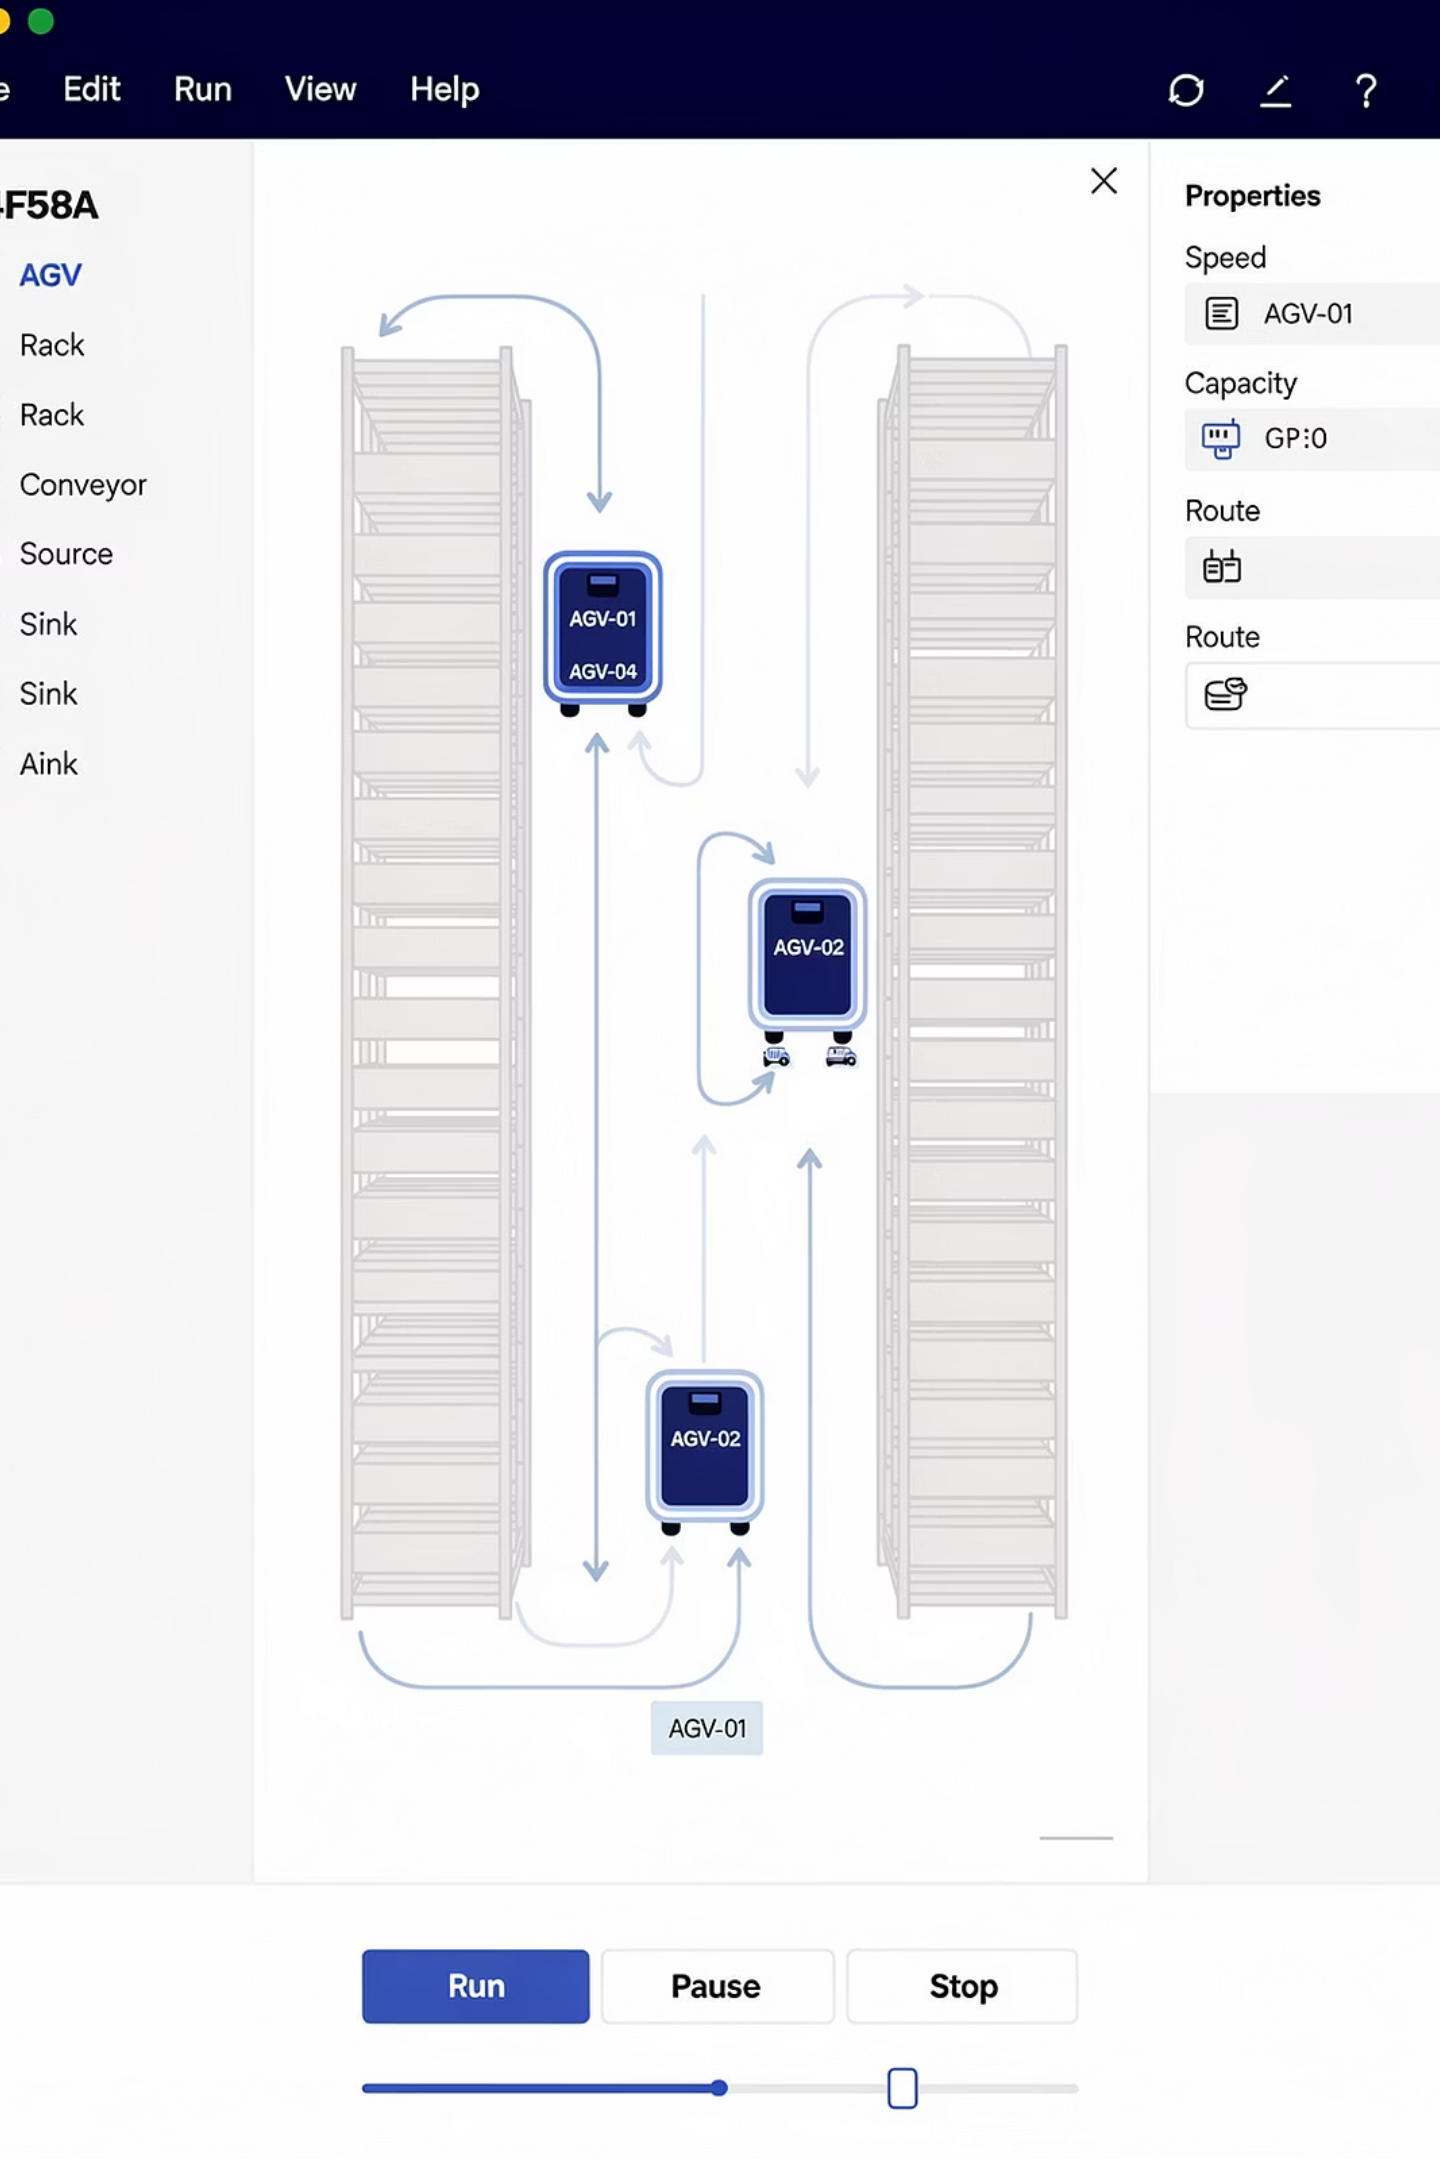 Edit Run View Help
?
4F58A
AGV
Rack
Rack
Conveyor
Source
Sink
Sink
Aink
AGV-01
AGV-04
AGV-02
AGV-02
AGV-01
Properties
Speed
AGV-01
Capacity
GP:0
Route
Route
Run Pause Stop